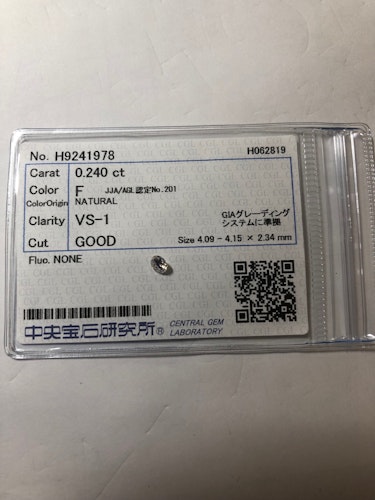 No. H9241978 H062819
Carat 0.240 ct
Color F JJA/AGL認定No.201
ColorOrigin NATURAL
Clarity VS-1 GIAグレーディング
システムに準拠
Cut GOOD Size 4.09 - 4.15 × 2.34 mm
Fluo. NONE
中央宝石研究所® CENTRAL GEM
LABORATORY.